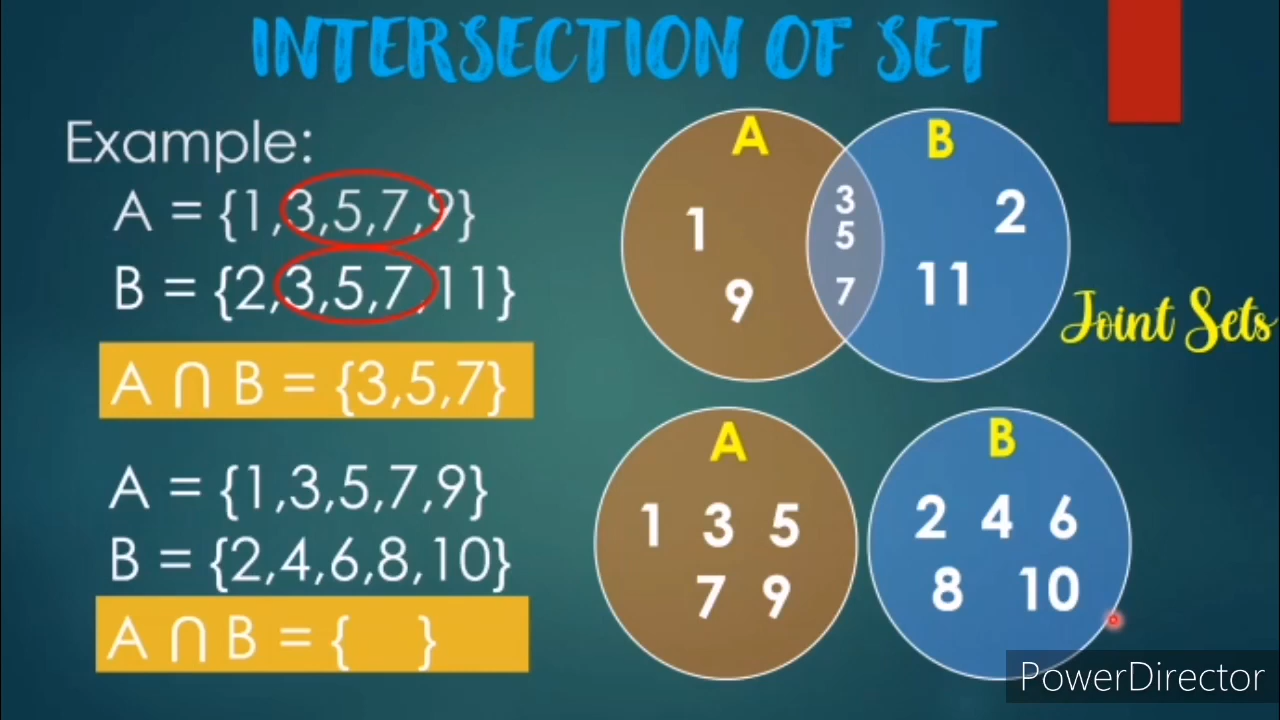 INTERSECTION OF SET
Example:
A = {1,3,5,7,9}
B = {2,3,5,7,11}
A ∩ B = {3,5,7}
A
B
1
9
3
5
7
2
11
Joint Sets
A = {1,3,5,7,9}
B = {2,4,6,8,10}
A ∩ B = { }
A
1 3 5
7 9
B
2 4 6
8 10
PowerDirector